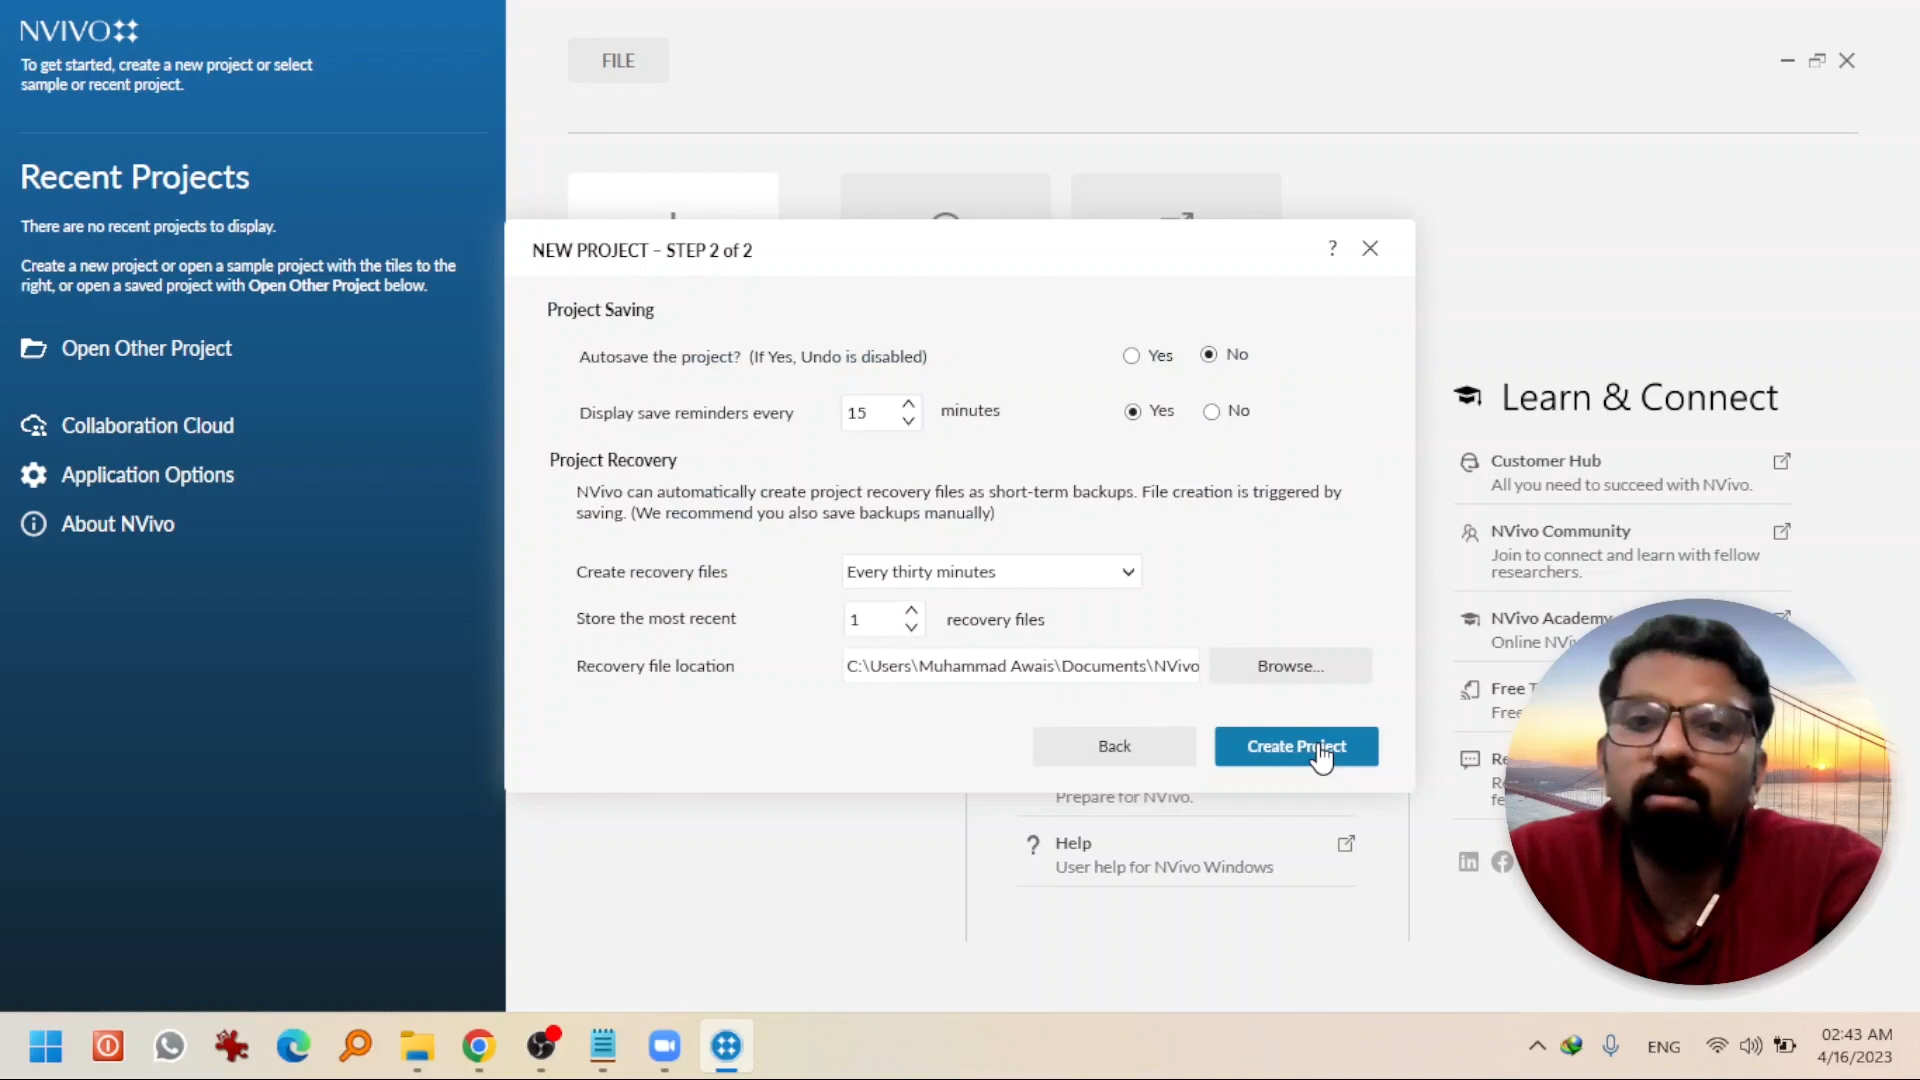 NVIVO
To get started, create a new project or select
sample or recent project.
Recent Projects
There are no recent projects to display.
Create a new project or open a sample project with the tiles to the
right, or open a saved project with Open Other Project below.
Open Other Project
Collaboration Cloud
Application Options
About NVivo
FILE
NEW PROJECT – STEP 2 of 2
?
Project Saving
Autosave the project? (If Yes, Undo is disabled)
Yes
No
Display save reminders every
15
minutes
Yes
No
Project Recovery
NVivo can automatically create project recovery files as short-term backups. File creation is triggered by
saving. (We recommend you also save backups manually)
Create recovery files
Every thirty minutes
Store the most recent
1
recovery files
Recovery file location
C:\Users\Muhammad Awais\Documents\NVivo
Browse...
Back
Create Project
Prepare for NVivo.
? Help
User help for NVivo Windows
Learn & Connect
Customer Hub
All you need to succeed with NVivo.
NVivo Community
Join to connect and learn with fellow
researchers.
NVivo Academy
Online
Free
Free
ENG
02:43 AM
4/16/2023